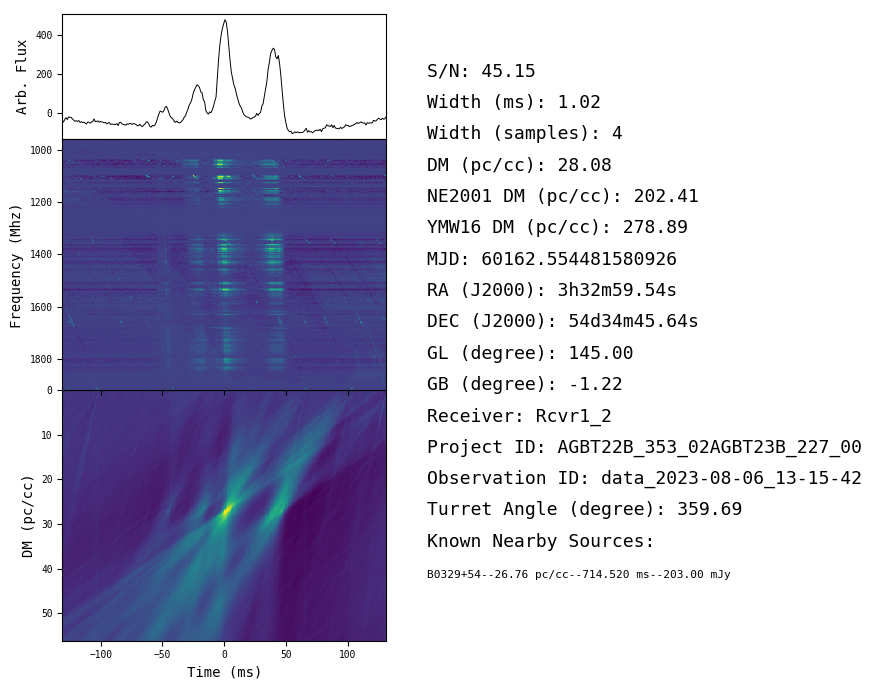 400
200
0
Arb. Flux
1000
1200
1400
1600
1800
Frequency (Mhz)
0
10
20
30
40
50
DM (pc/cc)
−100
−50
0
50
100
Time (ms)
S/N: 45.15
Width (ms): 1.02
Width (samples): 4
DM (pc/cc): 28.08
NE2001 DM (pc/cc): 202.41
YMW16 DM (pc/cc): 278.89
MJD: 60162.554481580926
RA (J2000): 3h32m59.54s
DEC (J2000): 54d34m45.64s
GL (degree): 145.00
GB (degree): -1.22
Receiver: Rcvr1_2
Project ID: AGBT22B_353_02AGBT23B_227_00
Observation ID: data_2023-08-06_13-15-42
Turret Angle (degree): 359.69
Known Nearby Sources:
B0329+54--26.76 pc/cc--714.520 ms--203.00 mJy